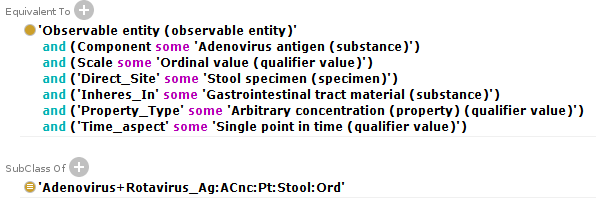 Equivalent To
'Observable entity (observable entity)'
and (Component some 'Adenovirus antigen (substance)')
and (Scale some 'Ordinal value (qualifier value)')
and ('Direct_Site' some 'Stool specimen (specimen)')
and ('Inheres_In' some 'Gastrointestinal tract material (substance)')
and ('Property_Type' some 'Arbitrary concentration (property) (qualifier value)')
and ('Time_aspect' some 'Single point in time (qualifier value)')
SubClass Of
'Adenovirus+Rotavirus_Ag:ACnc:Pt:Stool:Ord'